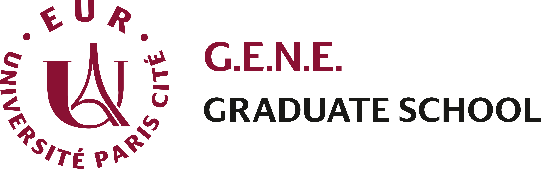 · EUR ·
UNIVERSITÉ PARIS CITÉ
G.E.N.E.
GRADUATE SCHOOL